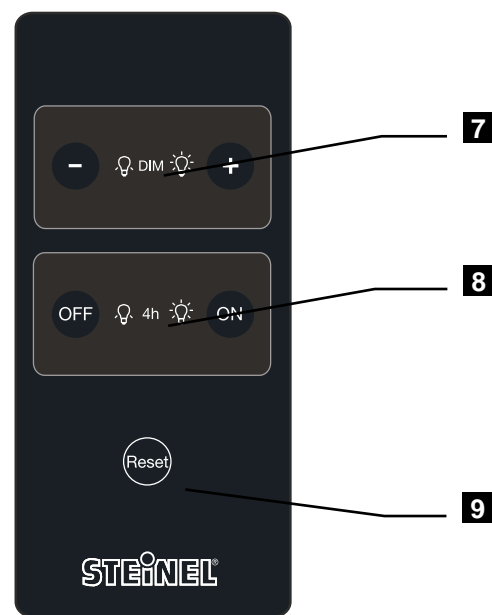 - DIM +
7
OFF 4h ON
8
Reset
9
STEINEL®